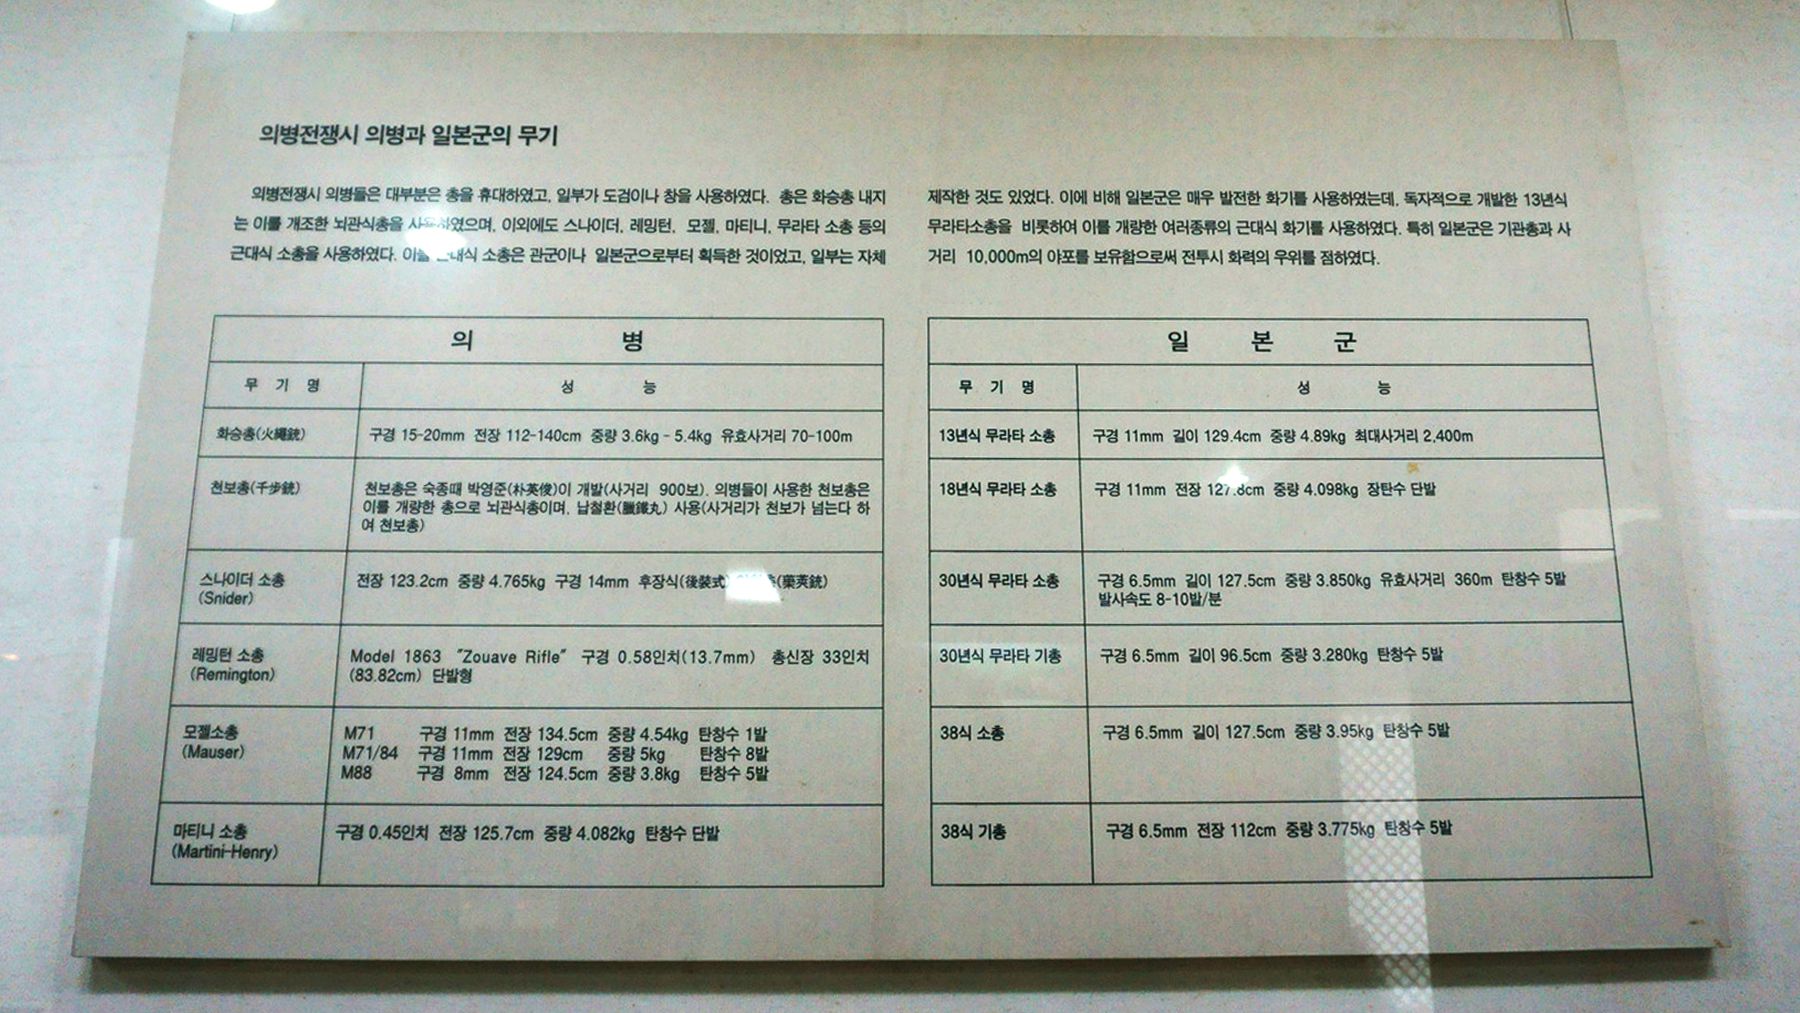 의병전쟁시 의병과 일본군의 무기
의병전쟁시 의병들은 대부분은 총을 휴대하였고, 일부가 도검이나 창을 사용하였다. 총은 화승총 내지
는 이를 개조한 뇌관식총을 사용하였으며, 이외에도 스나이더, 레밍턴, 모젤, 마티니, 무라타 소총 등의
근대식 소총을 사용하였다. 이들 근대식 소총은 관군이나 일본군으로부터 획득한 것이었고, 일부는 자체
제작한 것도 있었다. 이에 비해 일본군은 매우 발전한 화기를 사용하였는데, 독자적으로 개발한 13년식
무라타소총을 비롯하여 이를 개량한 여러종류의 근대식 화기를 사용하였다. 특히 일본군은 기관총과 사
거리 10,000m의 야포를 보유함으로써 전투시 화력의 우위를 점하였다.
의 병
무 기 명 성 능
화승총(火繩銃) 구경 15-20mm 전장 112-140cm 중량 3.6kg - 5.4kg 유효사거리 70-100m
천보총(千步銃) 천보총은 숙종때 박영준(朴英俊)이 개발(사거리 900보). 의병들이 사용한 천보총은
이를 개량한 총으로 뇌관식총이며, 납철환(鑞鐵丸) 사용(사거리가 천보가 넘는다 하
여 천보총)
스나이더 소총 전장 123.2cm 중량 4.765kg 구경 14mm 후장식(後裝式) (藥莢銃)
(Snider)
레밍턴 소총 Model 1863 "Zouave Rifle" 구경 0.58인치(13.7mm) 총신장 33인치
(Remington) (83.82cm) 단발형
모젤소총 M71 구경 11mm 전장 134.5cm 중량 4.54kg 탄창수 1발
(Mauser) M71/84 구경 11mm 전장 129cm 중량 5kg 탄창수 8발
M88 구경 8mm 전장 124.5cm 중량 3.8kg 탄창수 5발
마티니 소총 구경 0.45인치 전장 125.7cm 중량 4.082kg 탄창수 단발
(Martini-Henry)
일 본 군
무 기 명 성 능
13년식 무라타 소총 구경 11mm 길이 129.4cm 중량 4.89kg 최대사거리 2,400m
18년식 무라타 소총 구경 11mm 전장 127.8cm 중량 4.098kg 장탄수 단발
30년식 무라타 소총 구경 6.5mm 길이 127.5cm 중량 3.850kg 유효사거리 360m 탄창수 5발
발사속도 8-10발/분
30년식 무라타 기총 구경 6.5mm 길이 96.5cm 중량 3.280kg 탄창수 5발
38식 소총 구경 6.5mm 길이 127.5cm 중량 3.95kg 탄창수 5발
38식 기총 구경 6.5mm 전장 112cm 중량 3.775kg 탄창수 5발